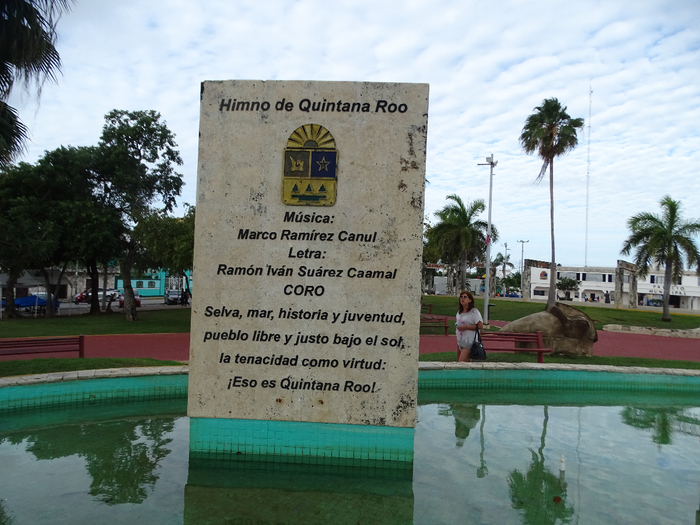 Himno de Quintana Roo
Música:
Marco Ramírez Canul
Letra:
Ramón Iván Suárez Caamal
CORO
Selva, mar, historia y juventud,
pueblo libre y justo bajo el sol,
la tenacidad como virtud:
¡Eso es Quintana Roo!